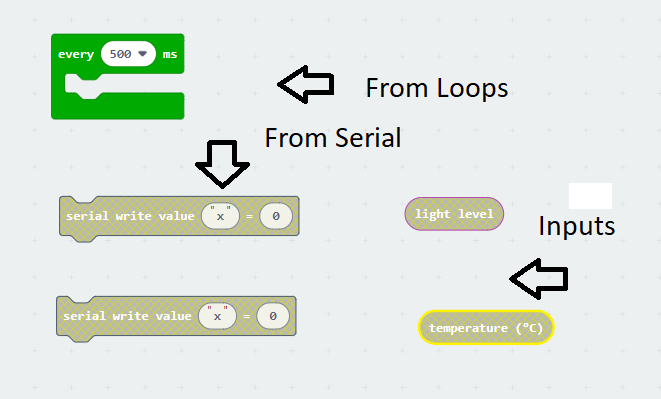 every 500 ms
From Loops
From Serial
serial write value "x" = 0
light level
Inputs
serial write value "x" = 0
temperature (°C)